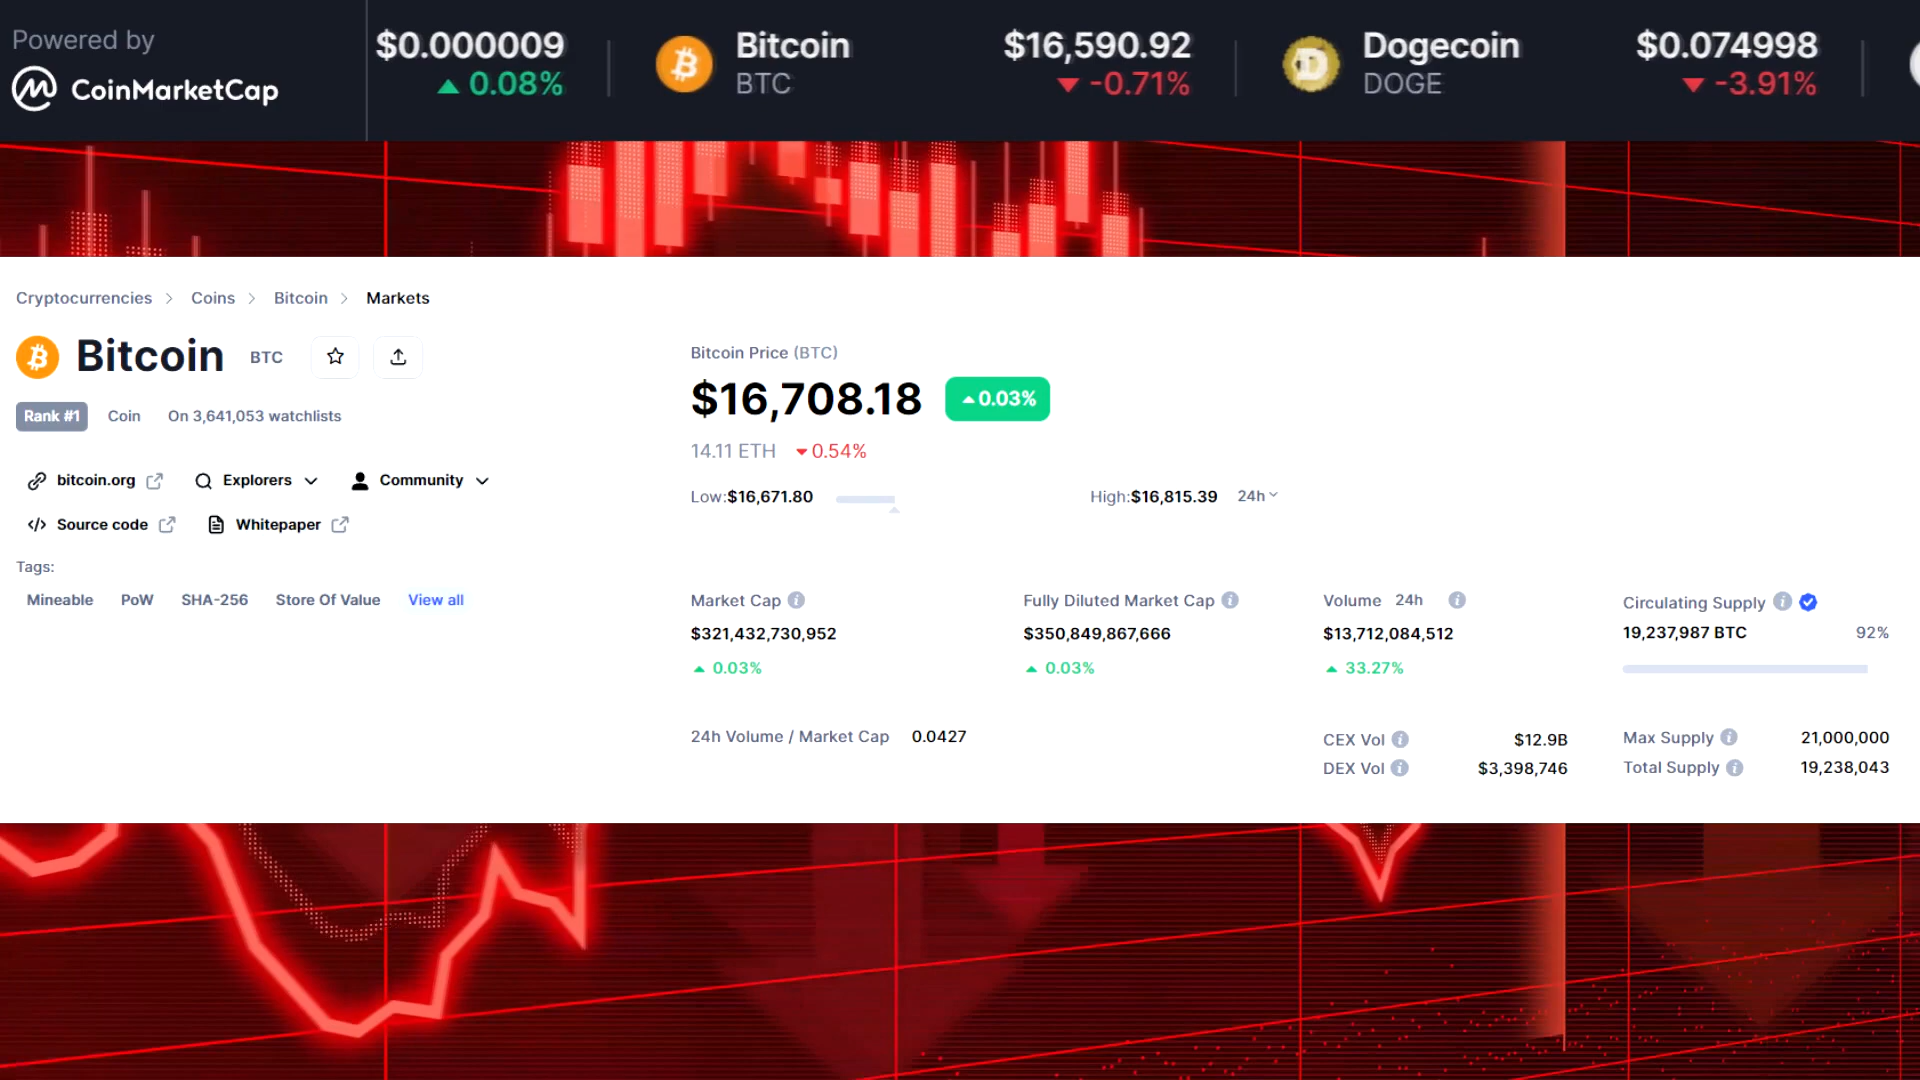 Powered by
CoinMarketCap
$0.000009
0.08%
Bitcoin
BTC
$16,590.92
-0.71%
Dogecoin
DOGE
$0.074998
-3.91%
Cryptocurrencies > Coins > Bitcoin > Markets
Bitcoin BTC
Rank #1 Coin On 3,641,053 watchlists
bitcoin.org Explorers Community
Source code Whitepaper
Tags:
Mineable PoW SHA-256 Store Of Value View all
Bitcoin Price (BTC)
$16,708.18 0.03%
14.11 ETH 0.54%
Low:$16,671.80 High:$16,815.39 24h
Market Cap
$321,432,730,952
0.03%
Fully Diluted Market Cap
$350,849,867,666
0.03%
Volume 24h
$13,712,084,512
33.27%
Circulating Supply
19,237,987 BTC 92%
24h Volume / Market Cap 0.0427
CEX Vol $12.9B
DEX Vol $3,398,746
Max Supply 21,000,000
Total Supply 19,238,043